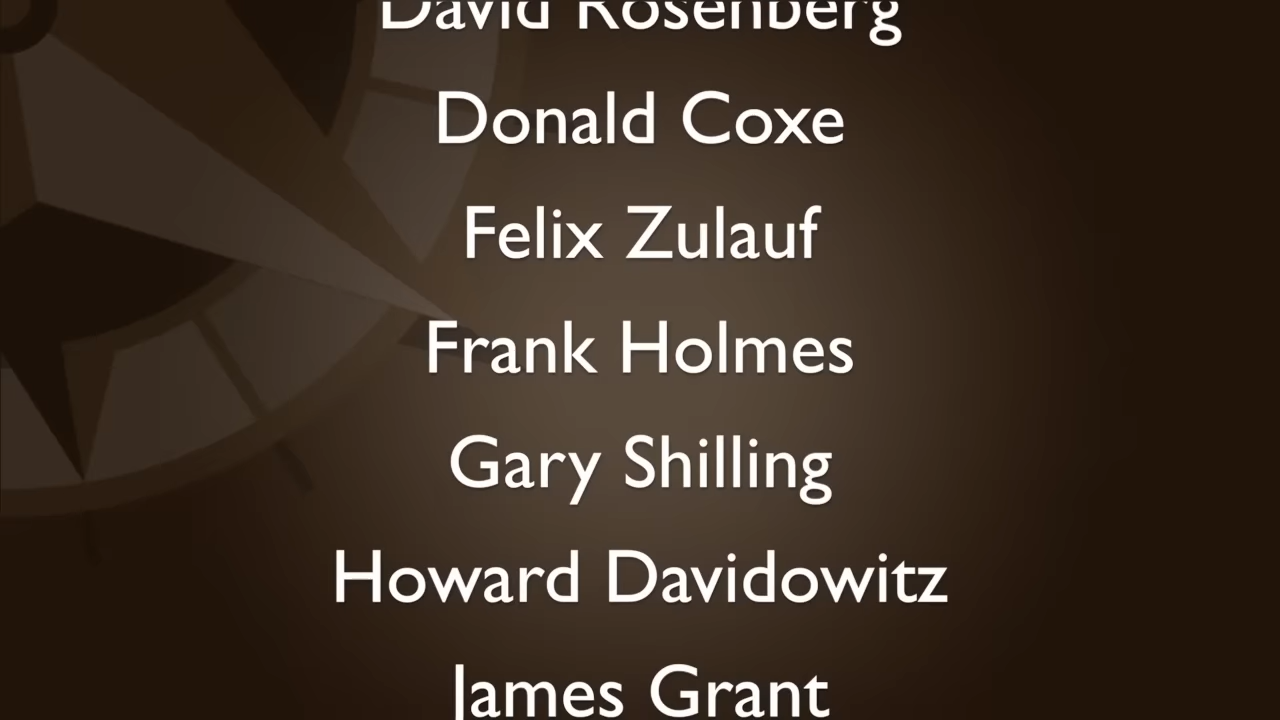 David Rosenberg
Donald Coxe
Felix Zulauf
Frank Holmes
Gary Shilling
Howard Davidowitz
James Grant